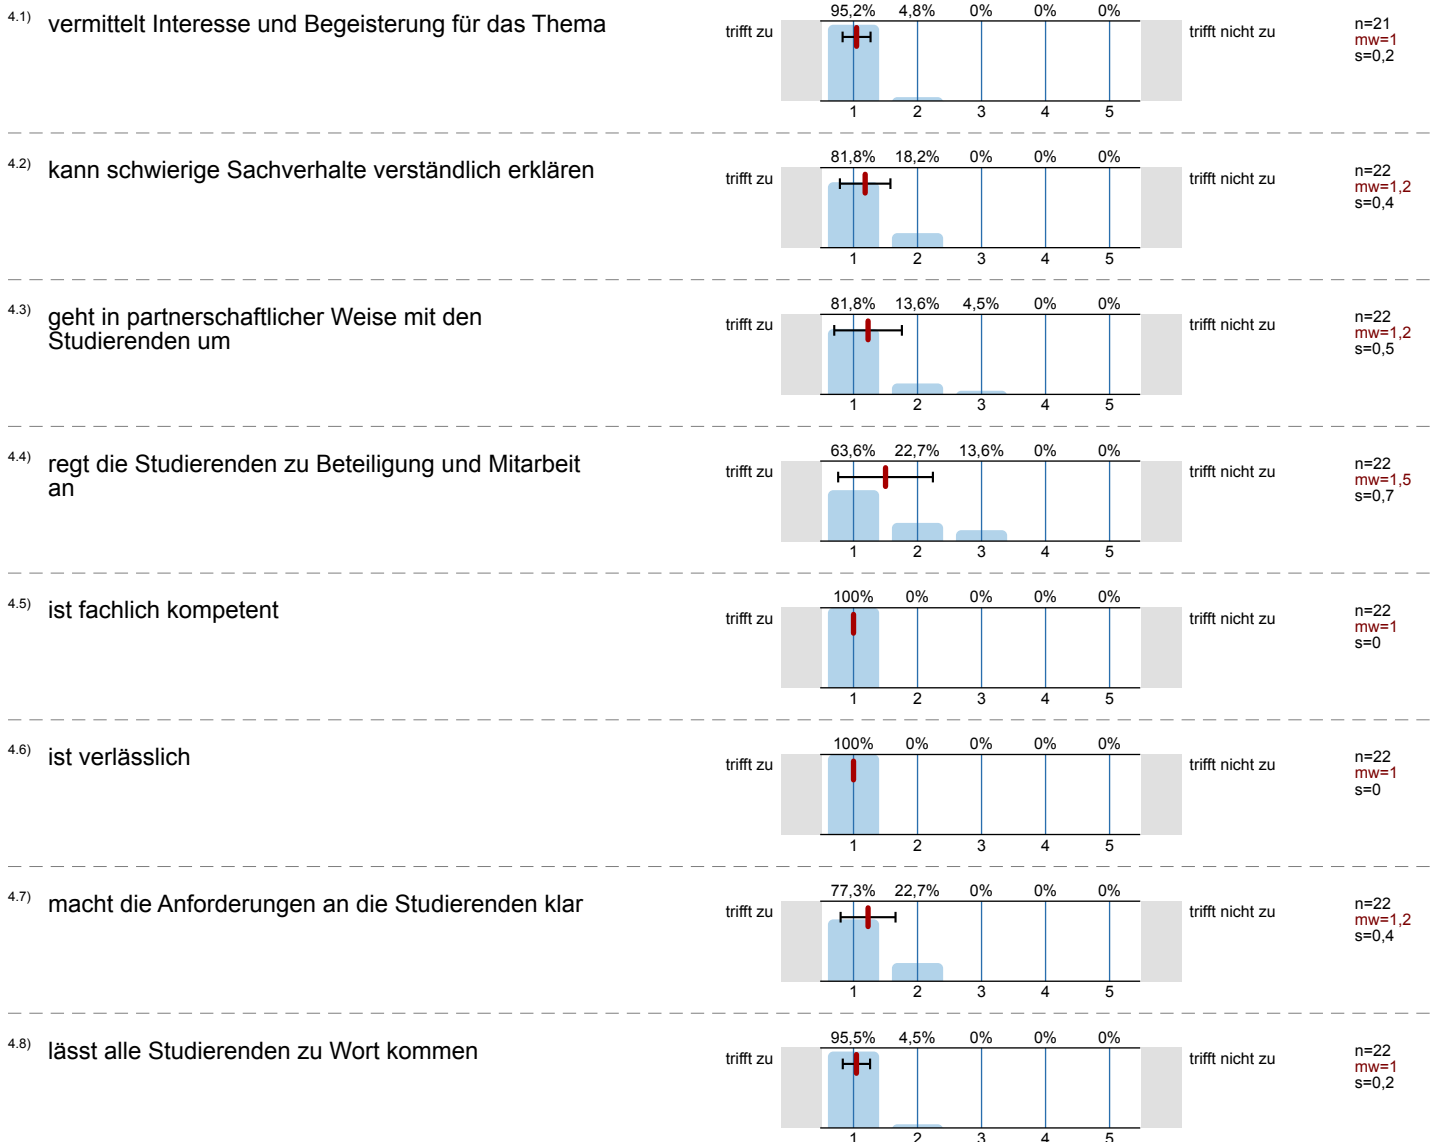 4.1) vermittelt Interesse und Begeisterung für das Thema
95,2% 4,8% 0% 0% 0%
trifft zu trifft nicht zu
n=21
mw=1
s=0,2
1 2 3 4 5
4.2) kann schwierige Sachverhalte verständlich erklären
81,8% 18,2% 0% 0% 0%
trifft zu trifft nicht zu
n=22
mw=1,2
s=0,4
1 2 3 4 5
4.3) geht in partnerschaftlicher Weise mit den
Studierenden um
81,8% 13,6% 4,5% 0% 0%
trifft zu trifft nicht zu
n=22
mw=1,2
s=0,5
1 2 3 4 5
4.4) regt die Studierenden zu Beteiligung und Mitarbeit
an
63,6% 22,7% 13,6% 0% 0%
trifft zu trifft nicht zu
n=22
mw=1,5
s=0,7
1 2 3 4 5
4.5) ist fachlich kompetent
100% 0% 0% 0% 0%
trifft zu trifft nicht zu
n=22
mw=1
s=0
1 2 3 4 5
4.6) ist verlässlich
100% 0% 0% 0% 0%
trifft zu trifft nicht zu
n=22
mw=1
s=0
1 2 3 4 5
4.7) macht die Anforderungen an die Studierenden klar
77,3% 22,7% 0% 0% 0%
trifft zu trifft nicht zu
n=22
mw=1,2
s=0,4
1 2 3 4 5
4.8) lässt alle Studierenden zu Wort kommen
95,5% 4,5% 0% 0% 0%
trifft zu trifft nicht zu
n=22
mw=1
s=0,2
1 2 3 4 5